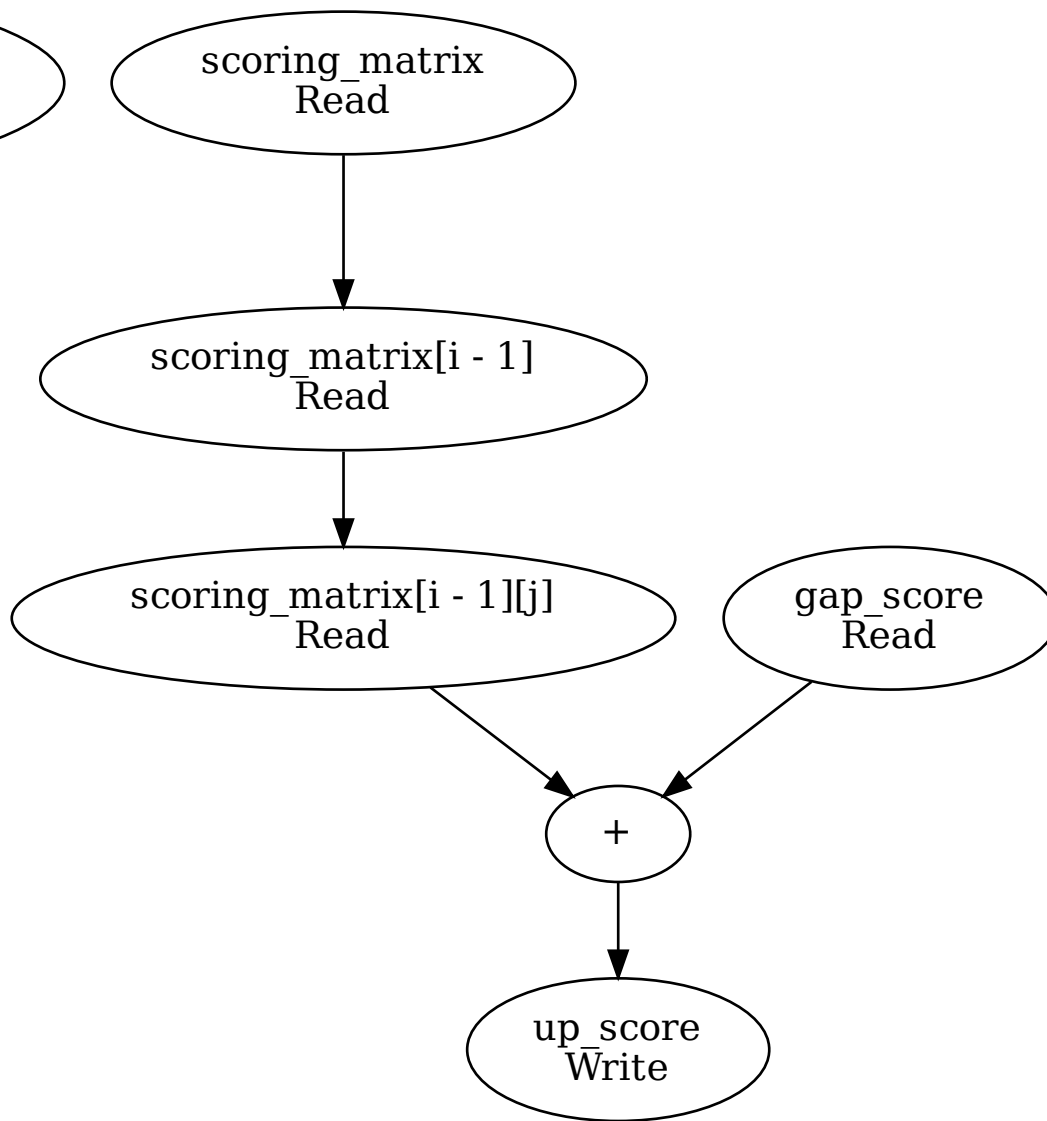 scoring_matrix
Read
scoring_matrix[i - 1]
Read
scoring_matrix[i - 1][j]
Read
gap_score
Read
+
up_score
Write